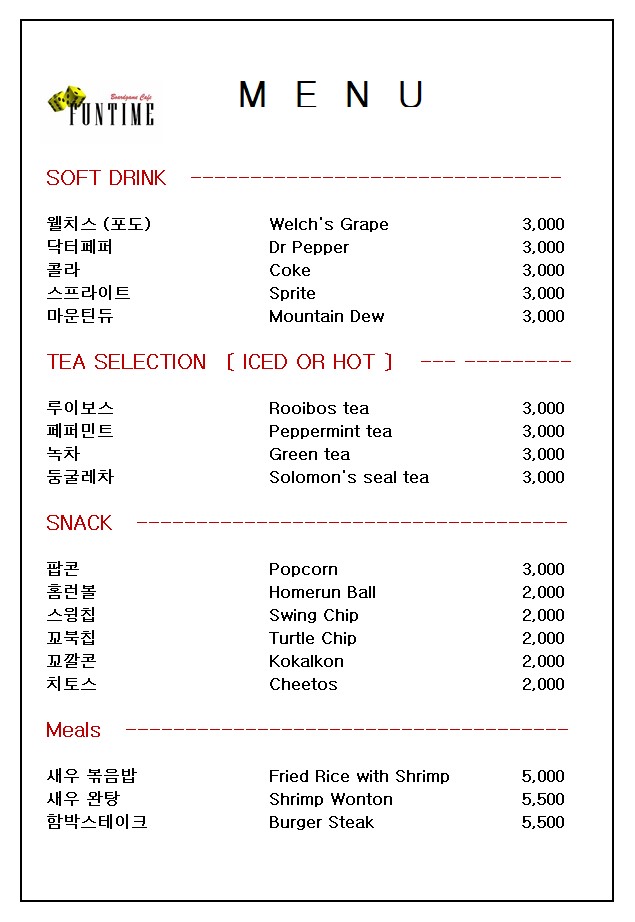 Boardgame Cafe
FUNTIME
M E N U
SOFT DRINK -------------------------------
웰치스 (포도) Welch's Grape 3,000
닥터페퍼 Dr Pepper 3,000
콜라 Coke 3,000
스프라이트 Sprite 3,000
마운틴듀 Mountain Dew 3,000
TEA SELECTION [ ICED OR HOT ] --- ---------
루이보스 Rooibos tea 3,000
페퍼민트 Peppermint tea 3,000
녹차 Green tea 3,000
둥굴레차 Solomon's seal tea 3,000
SNACK ------------------------------------
팝콘 Popcorn 3,000
홈런볼 Homerun Ball 2,000
스윙칩 Swing Chip 2,000
꼬북칩 Turtle Chip 2,000
꼬깔콘 Kokalkon 2,000
치토스 Cheetos 2,000
Meals -------------------------------------
새우 볶음밥 Fried Rice with Shrimp 5,000
새우 완탕 Shrimp Wonton 5,500
함박스테이크 Burger Steak 5,500